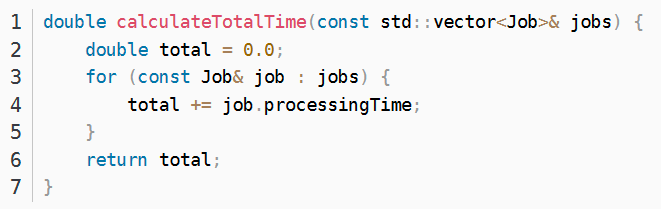 1 double calculateTotalTime(const std::vector<Job>& jobs) {
2     double total = 0.0;
3     for (const Job& job : jobs) {
4         total += job.processingTime;
5     }
6     return total;
7 }